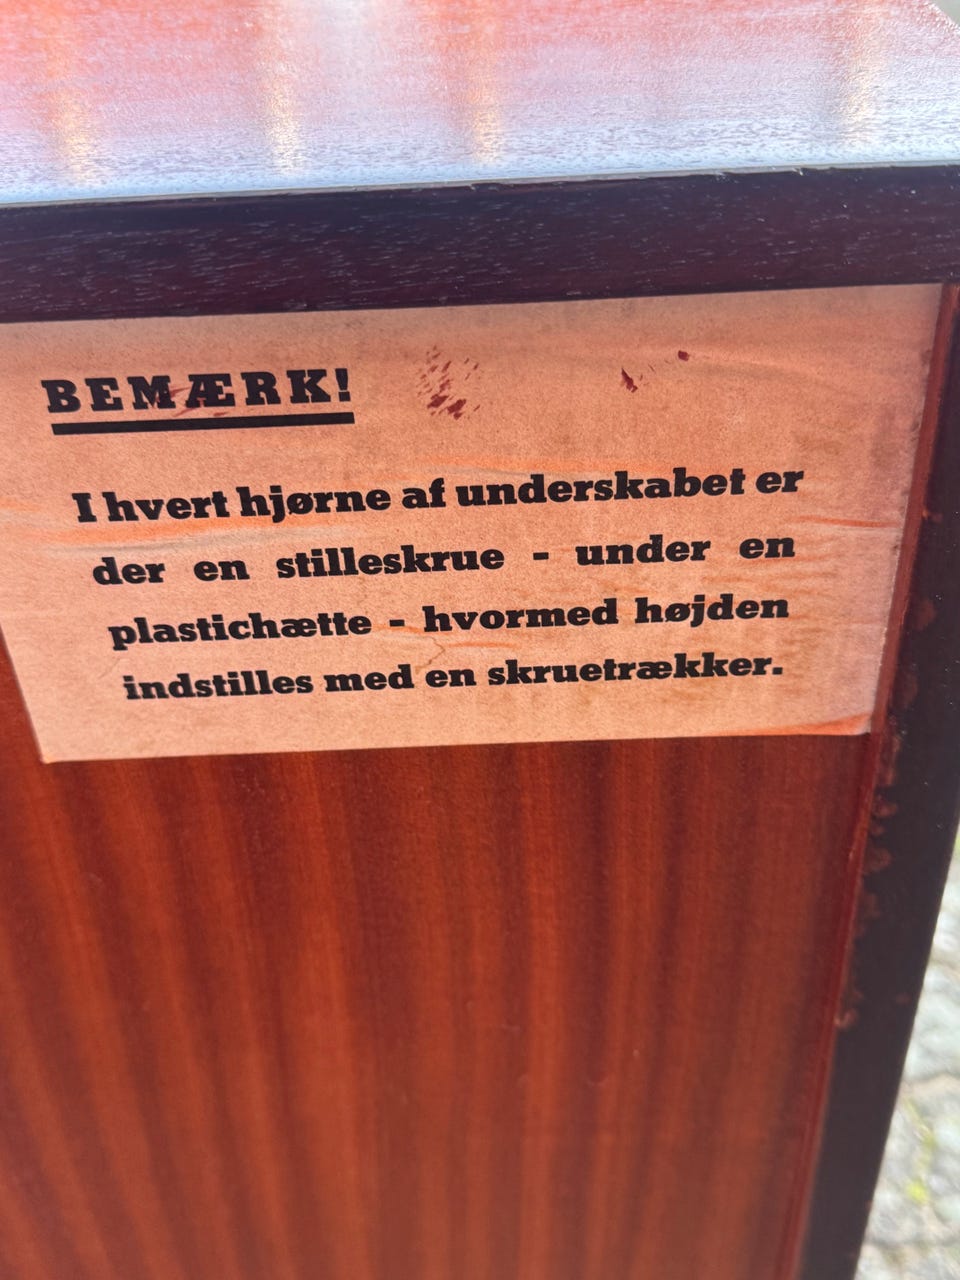 BEMÆRK!
I hvert hjørne af underskabet er
der en stilleskrue - under en
plastichætte - hvormed højden
indstilles med en skruetrækker.